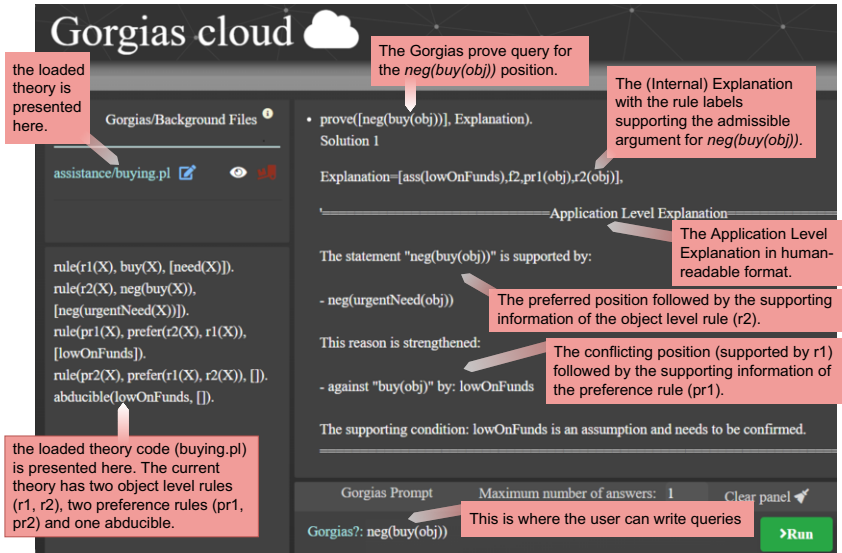 Gorgias cloud
The Gorgias prove query for
the neg(buy(obj)) position.
the loaded
theory is
presented
here.
The (Internal) Explanation
with the rule labels
supporting the admissible
argument for neg(buy(obj)).
Gorgias/Background Files
assistance/buying.pl
• prove([neg(buy(obj))], Explanation).
Solution 1
Explanation=[ass(lowOnFunds),f2,pr1(obj),r2(obj)],
'=========================Application Level Explanation============
The Application Level
Explanation in human-
readable format.
The statement "neg(buy(obj))" is supported by:
- neg(urgentNeed(obj))
The preferred position followed by the supporting
information of the object level rule (r2).
This reason is strengthened:
- against "buy(obj)" by: lowOnFunds
The conflicting position (supported by r1)
followed by the supporting information of
the preference rule (pr1).
The supporting condition: lowOnFunds is an assumption and needs to be confirmed.
rule(r1(X), buy(X), [need(X)]).
rule(r2(X), neg(buy(X)),
[neg(urgentNeed(X))]).
rule(pr1(X), prefer(r2(X), r1(X)),
[lowOnFunds]).
rule(pr2(X), prefer(r1(X), r2(X)), []).
abducible(lowOnFunds, []).
the loaded theory code (buying.pl)
is presented here. The current
theory has two object level rules
(r1, r2), two preference rules (pr1,
pr2) and one abducible.
Gorgias Prompt Maximum number of answers: 1 Clear panel
Gorgias?: neg(buy(obj))
This is where the user can write queries
>Run